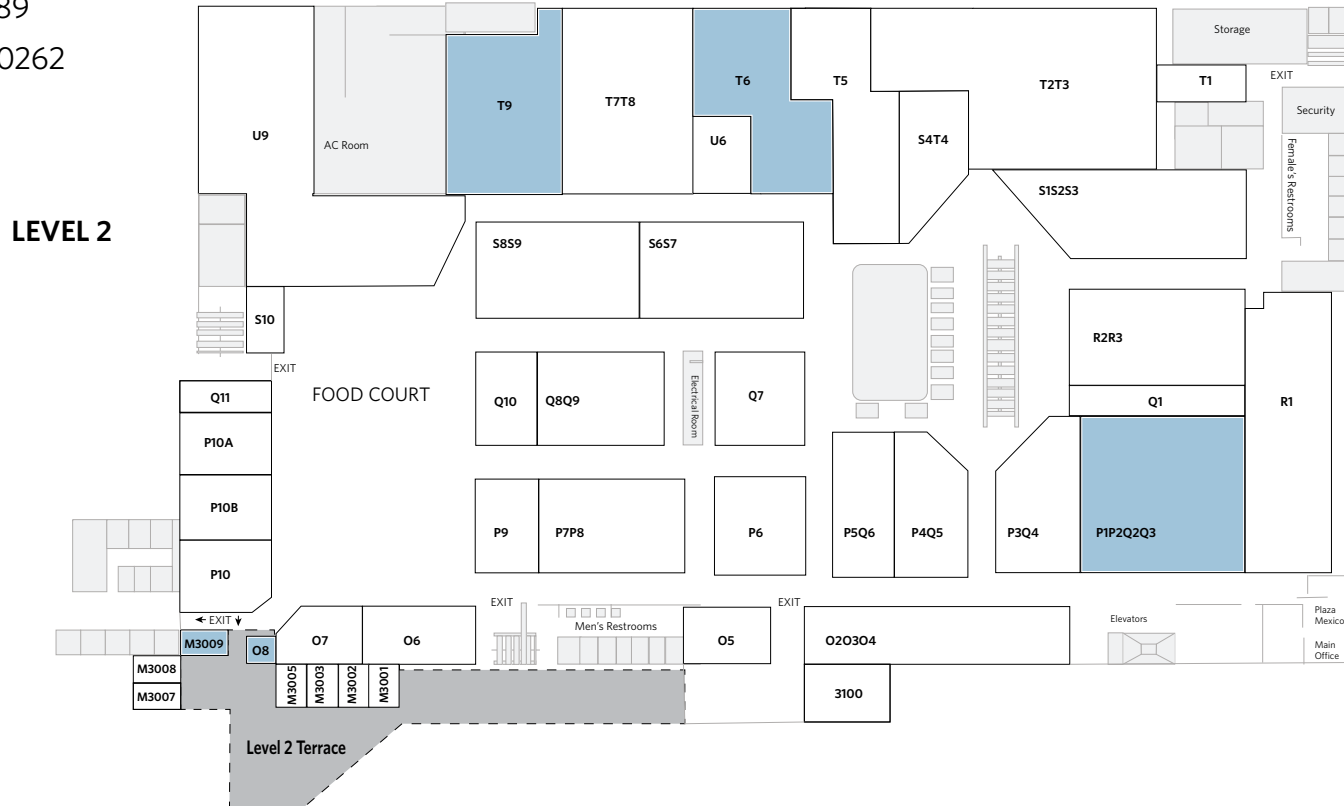 89
0262
LEVEL 2
U9
AC Room
T9
T7T8
T6
U6
T5
S4T4
T2T3
T1
Storage
EXIT
Security
Female's Restrooms
S1S2S3
S8S9
S6S7
S10
EXIT
FOOD COURT
Q11
P10A
P10B
P10
Q10
Q8Q9
Electrical Room
Q7
R2R3
Q1
R1
P9
P7P8
P6
P5Q6
P4Q5
P3Q4
P1P2Q2Q3
EXIT
M3009
O8
O7
O6
EXIT
Men's Restrooms
O5
EXIT
O2O3O4
Elevators
Plaza
Mexico
Main
Office
M3008
M3007
M3005
M3003
M3002
M3001
3100
Level 2 Terrace